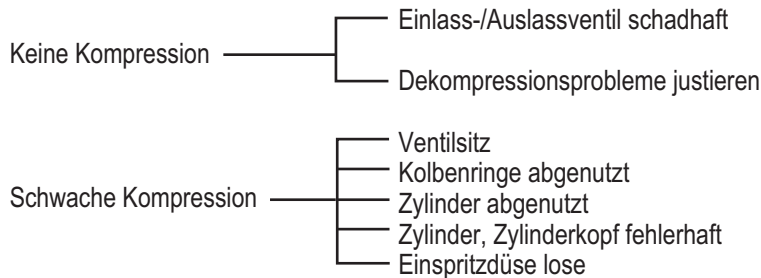 Keine Kompression
Einlass-/Auslassventil schadhaft
Dekompressionsprobleme justieren
Schwache Kompression
Ventilsitz
Kolbenringe abgenutzt
Zylinder abgenutzt
Zylinder, Zylinderkopf fehlerhaft
Einspritzdüse lose